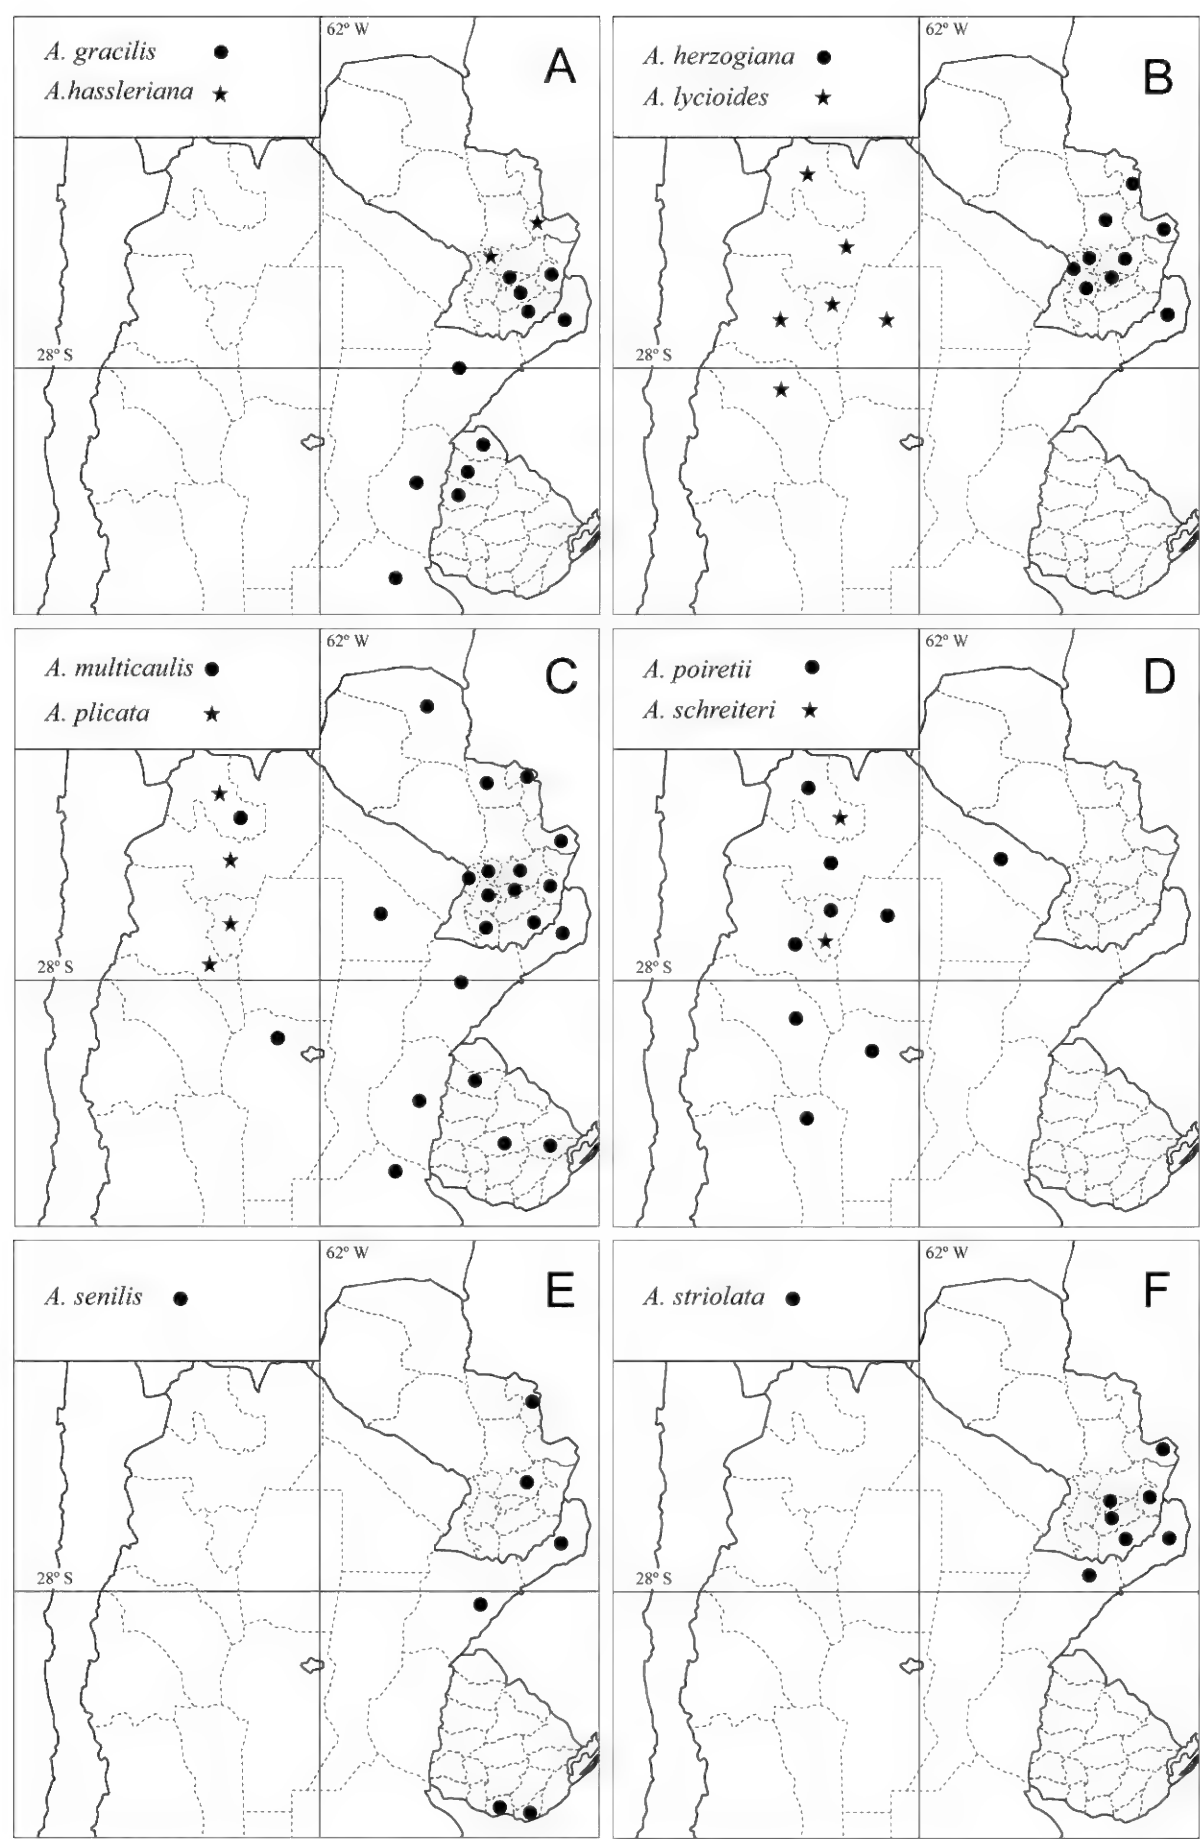 62° W
A. gracilis
A.hassleriana
A
28° S
62° W
A. herzogiana
A. lycioides
B
28° S
62° W
A. multicaulis
A. plicata
C
28° S
62° W
A. poiretii
A. schreiteri
D
28° S
62° W
A. senilis
E
28° S
62° W
A. striolata
F
28° S